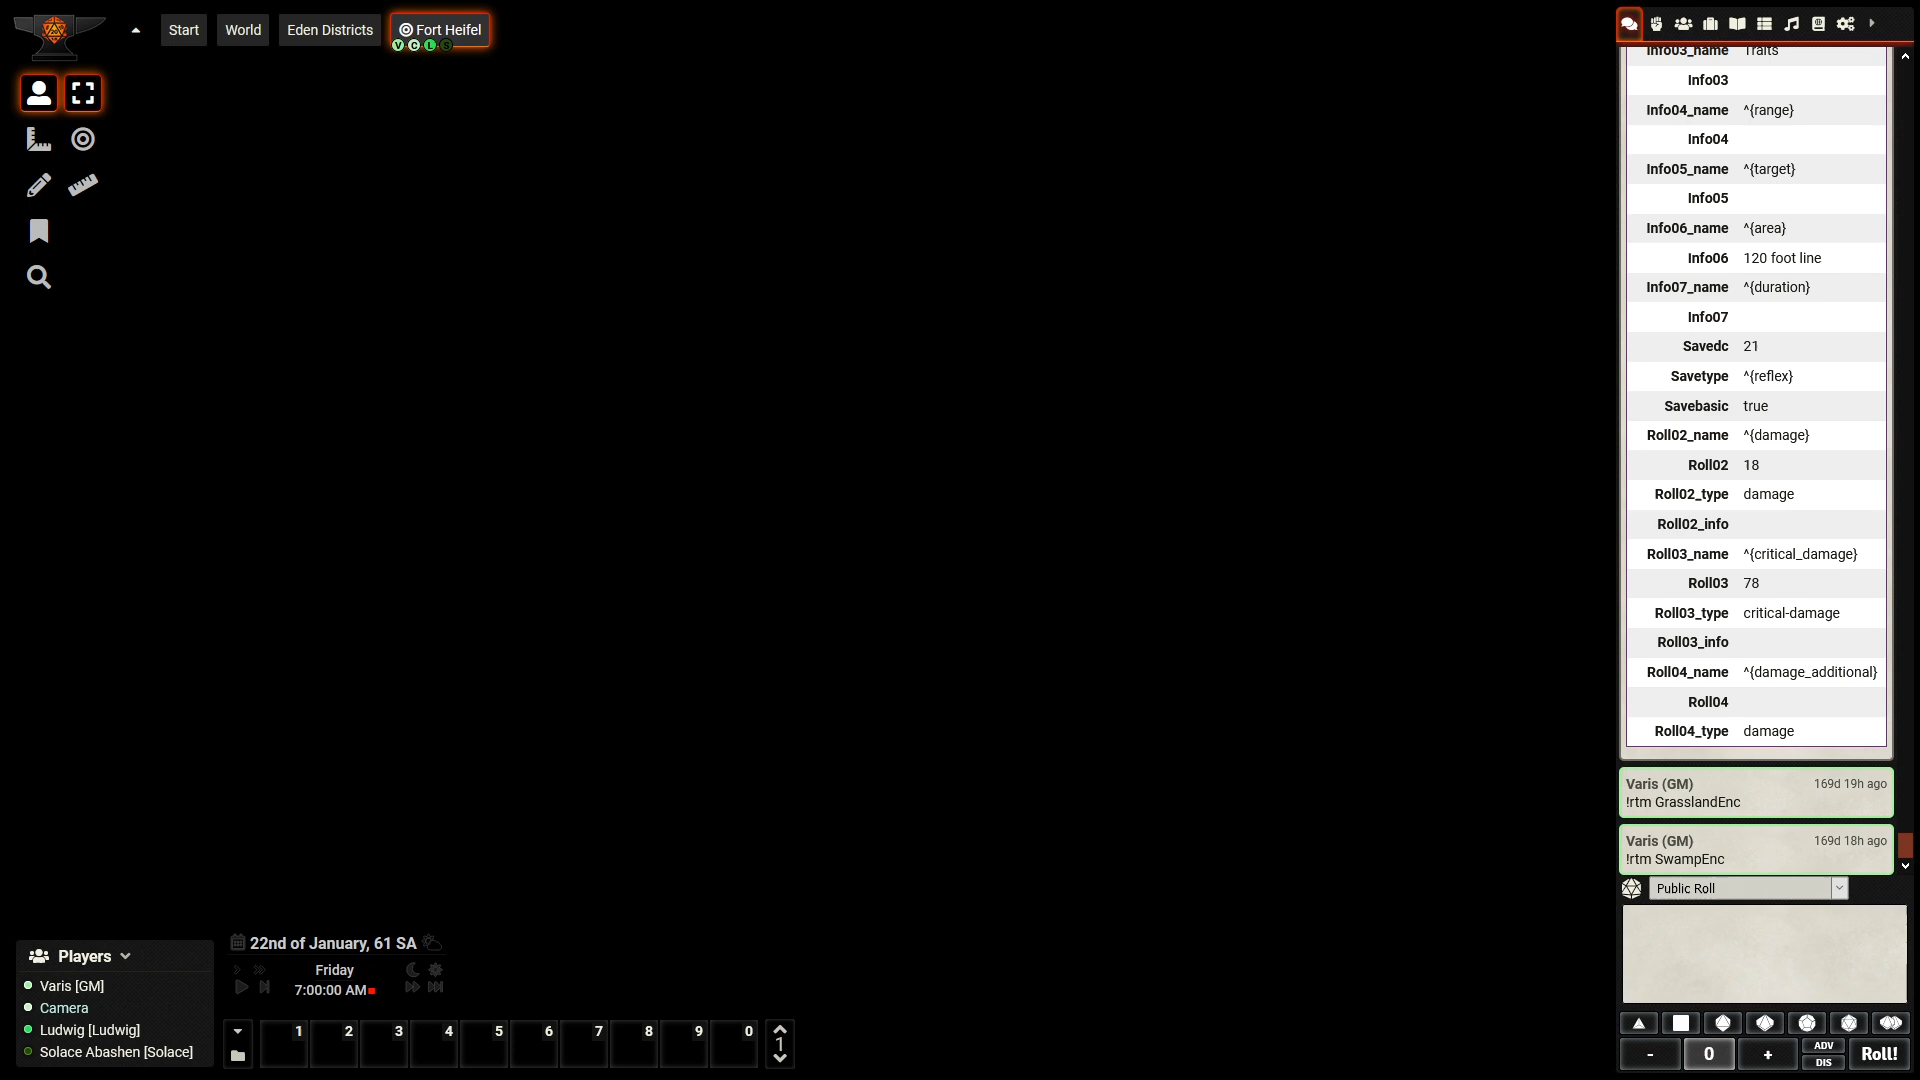 Start
World
Eden Districts
Fort Heifel
V C L S
Info03_name Traits
Info03
Info04_name ^{range}
Info04
Info05_name ^{target}
Info05
Info06_name ^{area}
Info06 120 foot line
Info07_name ^{duration}
Info07
Savedc 21
Savetype ^{reflex}
Savebasic true
Roll02_name ^{damage}
Roll02 18
Roll02_type damage
Roll02_info
Roll03_name ^{critical_damage}
Roll03 78
Roll03_type critical-damage
Roll03_info
Roll04_name ^{damage_additional}
Roll04
Roll04_type damage
Varis (GM) 169d 19h ago
!rtm GrasslandEnc
Varis (GM) 169d 18h ago
!rtm SwampEnc
Public Roll
- 0 + ADV DIS Roll!
Players
Varis [GM]
Camera
Ludwig [Ludwig]
Solace Abashen [Solace]
22nd of January, 61 SA
Friday
7:00:00 AM
1 2 3 4 5 6 7 8 9 0
1